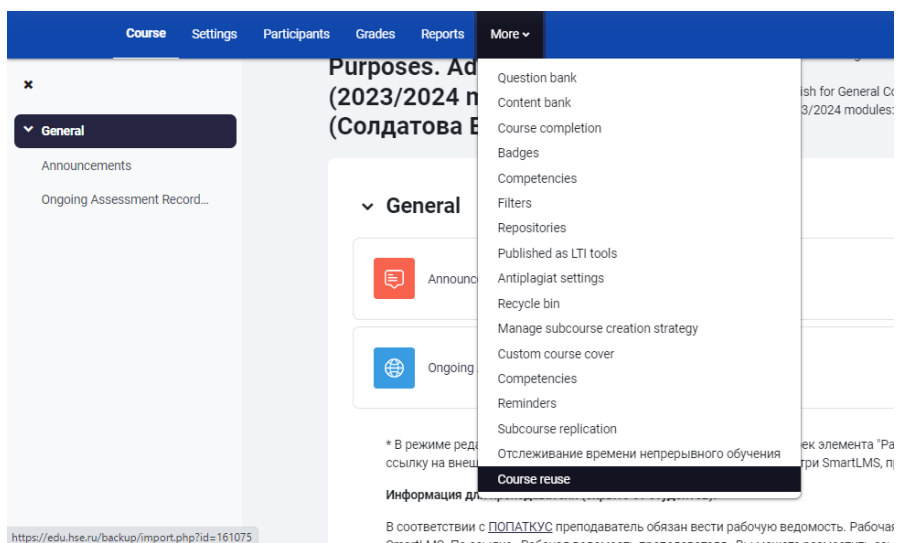 Course Settings Participants Grades Reports More
General
Announcements
Ongoing Assessment Record...
Purposes. Ad
(2023/2024 m
(Солдатова Е
ish for General Co
3/2024 modules:
General
Announc
Ongoing
Question bank
Content bank
Course completion
Badges
Competencies
Filters
Repositories
Published as LTI tools
Antiplagiat settings
Recycle bin
Manage subcourse creation strategy
Custom course cover
Competencies
Reminders
Subcourse replication
Отслеживание времени непрерывного обучения
Course reuse
* В режиме реда
ек элемента "Ра
ссылку на внеш
три SmartLMS, п
Информация дл
В соответствии с ПОПАТКУС преподаватель обязан вести рабочую ведомость. Рабочая
https://edu.hse.ru/backup/import.php?id=161075